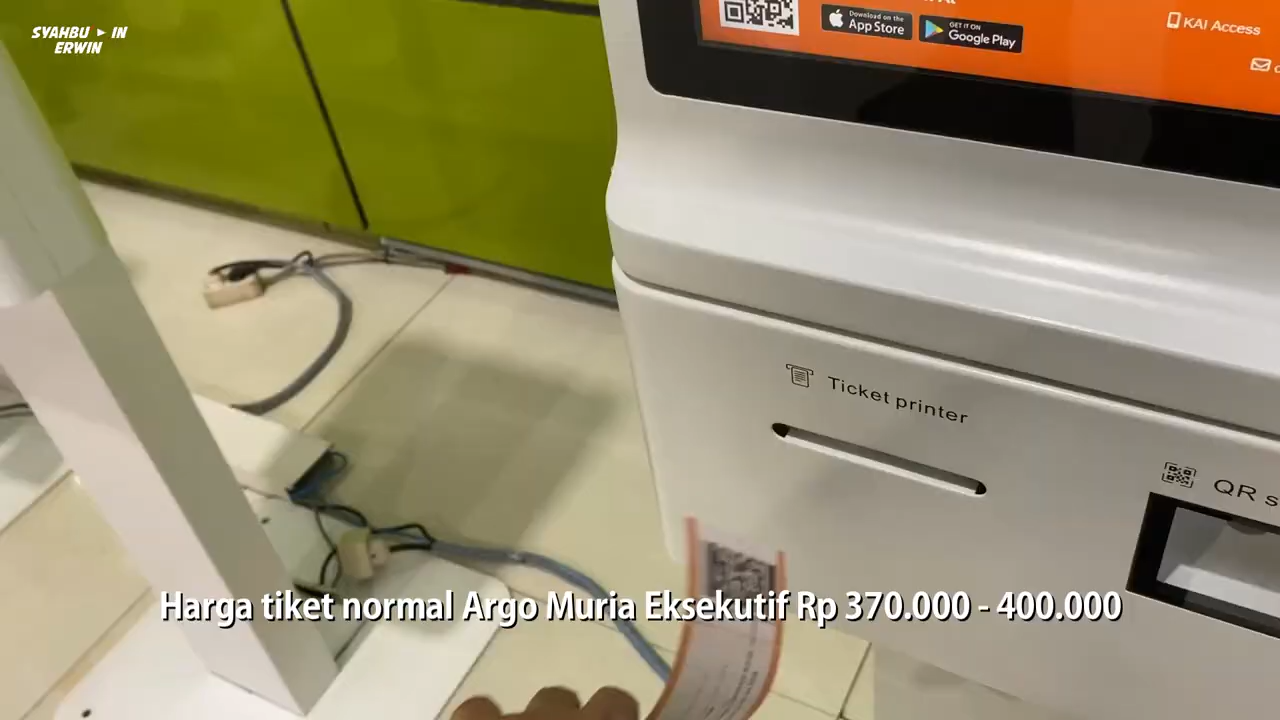 SYAHBU ▸ IN
ERWIN
Download on the
App Store
GET IT ON
Google Play
KAI Access
Ticket printer
QR s
Harga tiket normal Argo Muria Eksekutif Rp 370.000 - 400.000